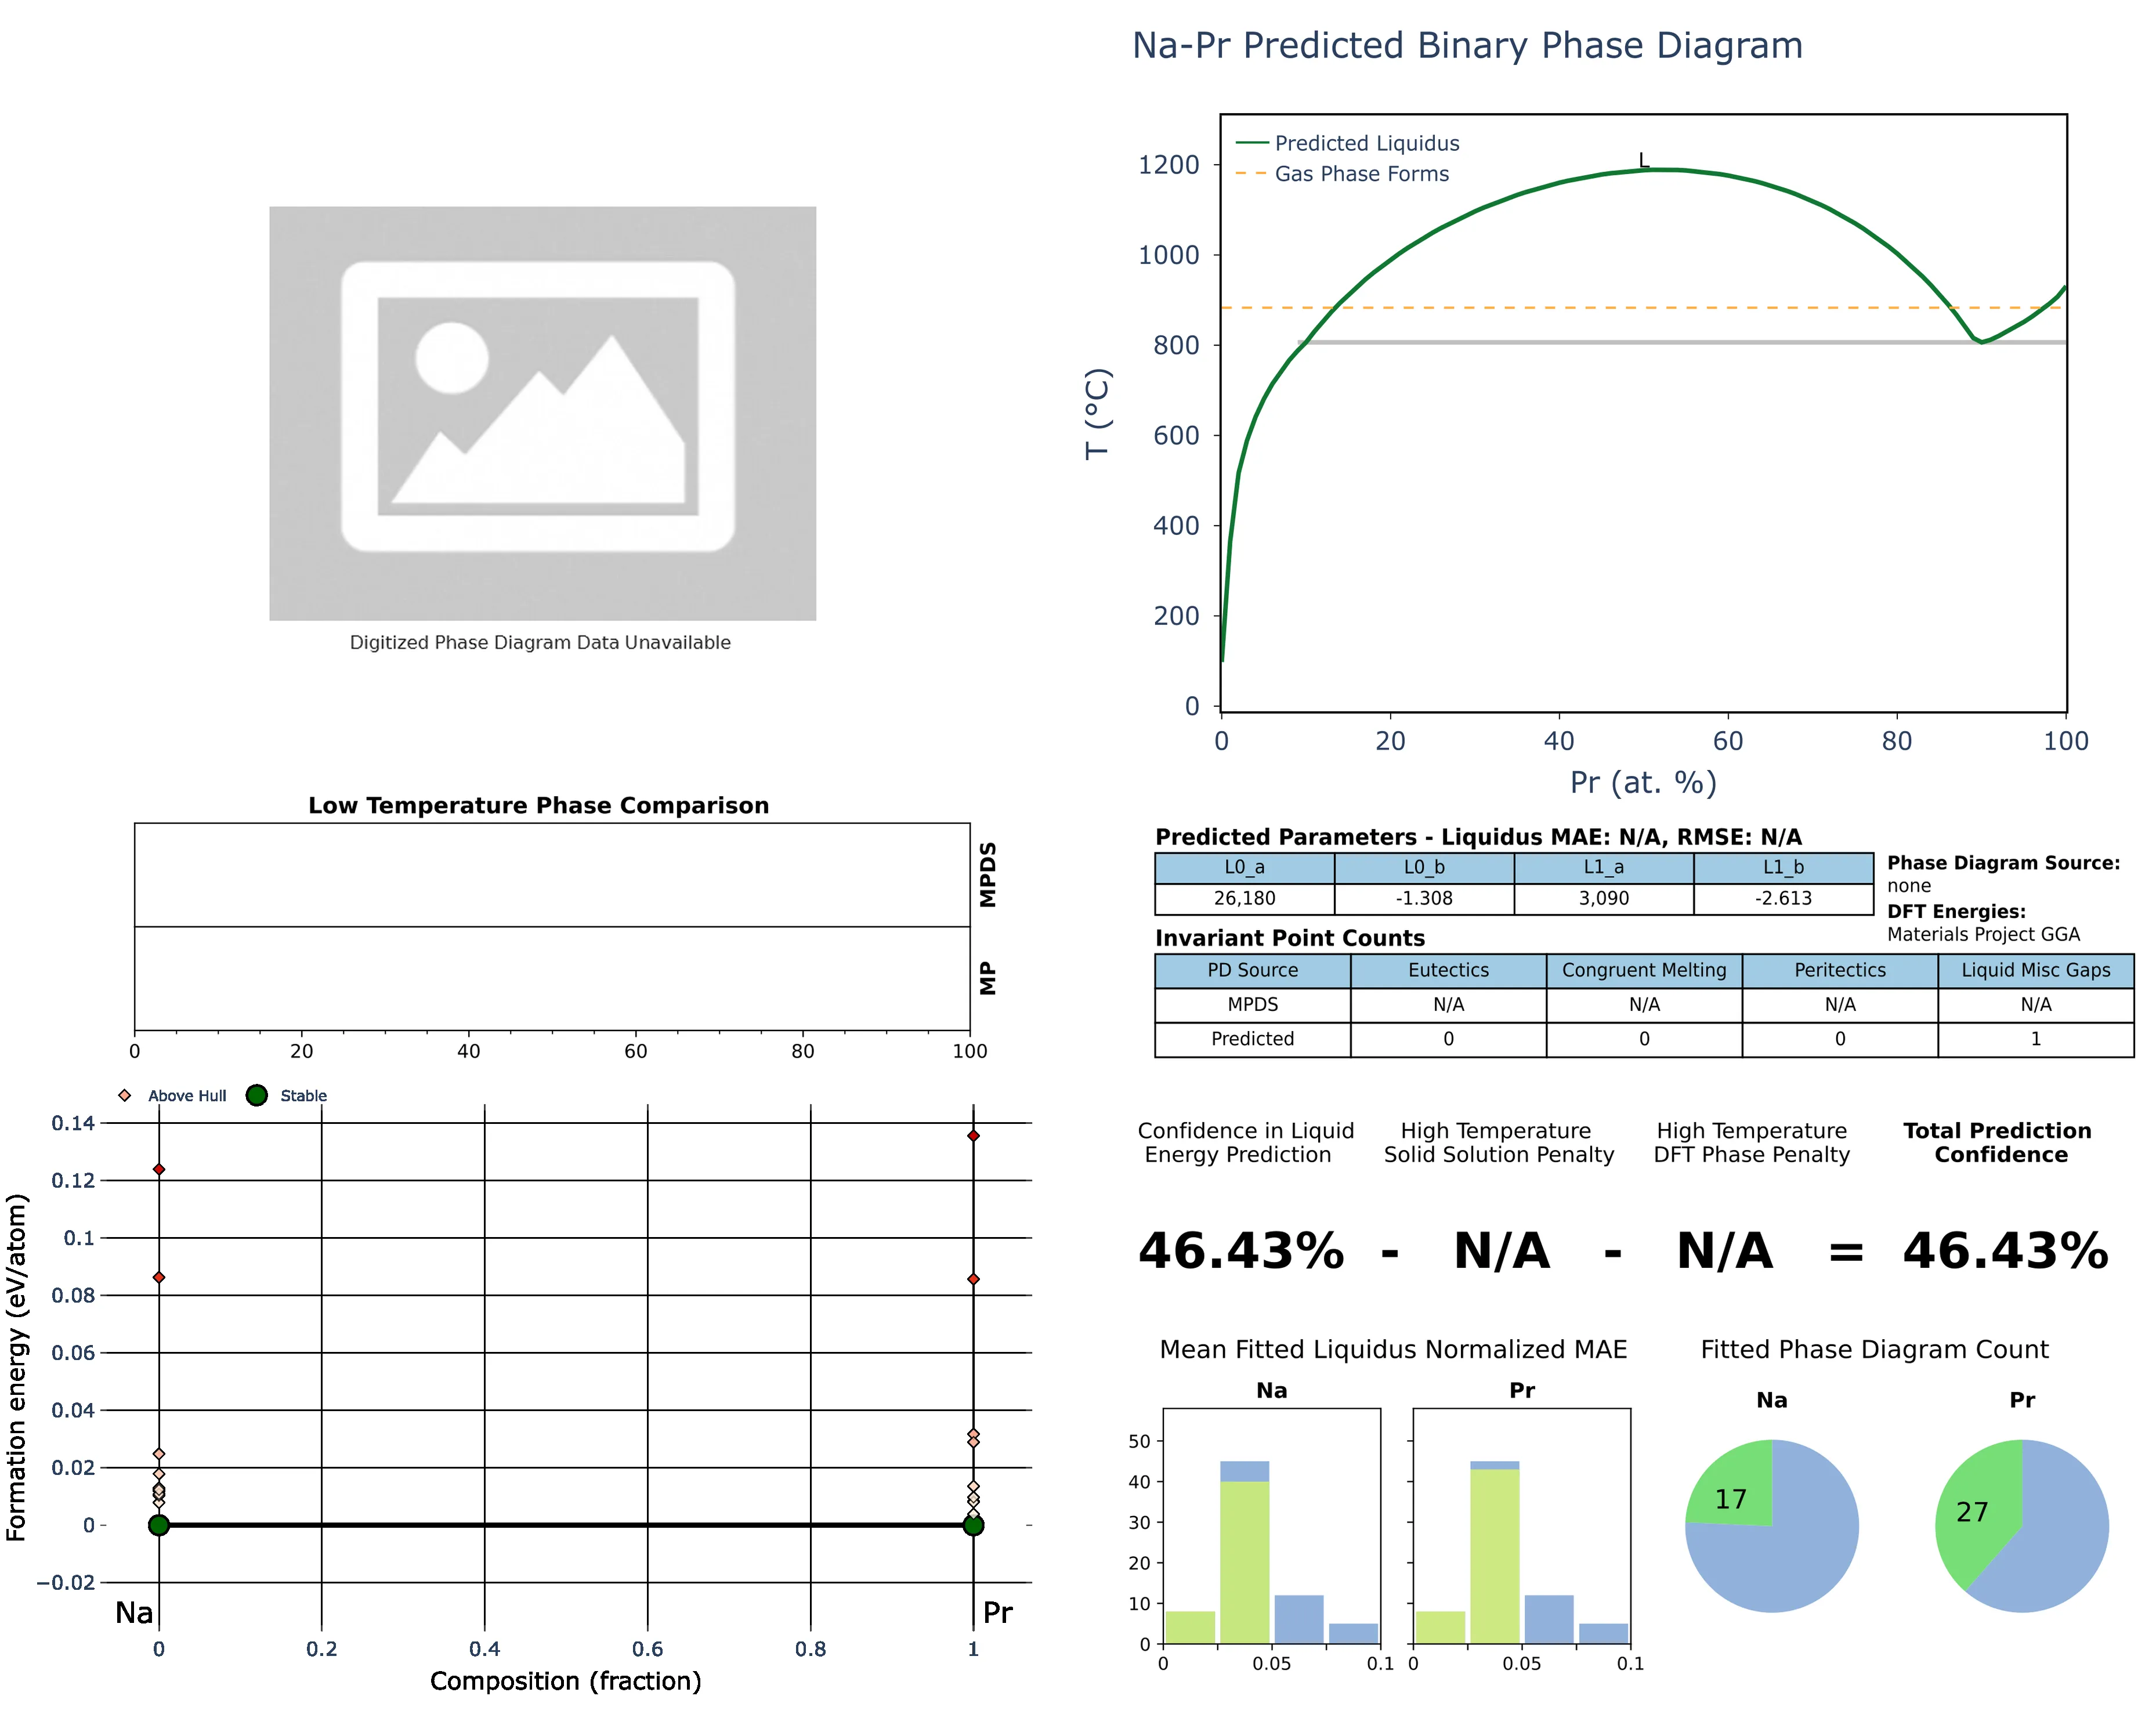 Na-Pr Predicted Binary Phase Diagram
Predicted Liquidus
Gas Phase Forms
L
1200
1000
800
600
400
200
0
T (°C)
0 20 40 60 80 100
Pr (at. %)
Digitized Phase Diagram Data Unavailable
Low Temperature Phase Comparison
MPDS
MP
0 20 40 60 80 100
Predicted Parameters - Liquidus MAE: N/A, RMSE: N/A
L0_a L0_b L1_a L1_b
26,180 -1.308 3,090 -2.613
Phase Diagram Source:
none
DFT Energies:
Materials Project GGA
Invariant Point Counts
PD Source Eutectics Congruent Melting Peritectics Liquid Misc Gaps
MPDS N/A N/A N/A N/A
Predicted 0 0 0 1
Above Hull Stable
0.14
0.12
0.1
0.08
0.06
0.04
0.02
0
−0.02
Formation energy (eV/atom)
Na Pr
0 0.2 0.4 0.6 0.8 1
Composition (fraction)
Confidence in Liquid
Energy Prediction
High Temperature
Solid Solution Penalty
High Temperature
DFT Phase Penalty
Total Prediction
Confidence
46.43% - N/A - N/A = 46.43%
Mean Fitted Liquidus Normalized MAE
Na Pr
50
40
30
20
10
0
0 0.05 0.1 0 0.05 0.1
Fitted Phase Diagram Count
Na Pr
17 27